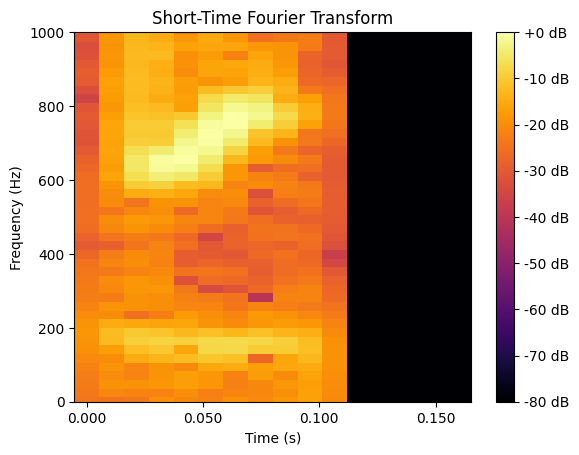 Short-Time Fourier Transform
1000
800
600
400
200
0
Frequency (Hz)
0.000
0.050
0.100
0.150
Time (s)
+0 dB
-10 dB
-20 dB
-30 dB
-40 dB
-50 dB
-60 dB
-70 dB
-80 dB